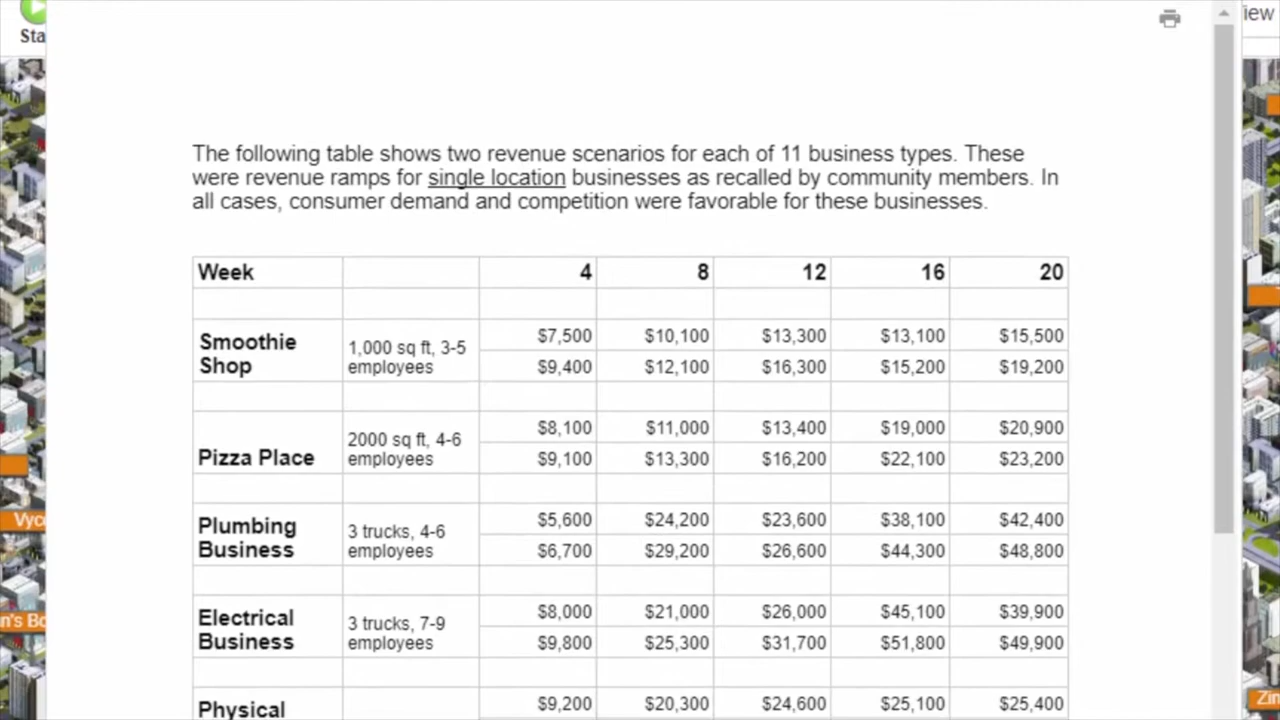 Sta
iew
The following table shows two revenue scenarios for each of 11 business types. These
were revenue ramps for single location businesses as recalled by community members. In
all cases, consumer demand and competition were favorable for these businesses.
Week 4 8 12 16 20
Smoothie Shop 1,000 sq ft, 3-5 employees $7,500 $10,100 $13,300 $13,100 $15,500
$9,400 $12,100 $16,300 $15,200 $19,200
Pizza Place 2000 sq ft, 4-6 employees $8,100 $11,000 $13,400 $19,000 $20,900
$9,100 $13,300 $16,200 $22,100 $23,200
Plumbing Business 3 trucks, 4-6 employees $5,600 $24,200 $23,600 $38,100 $42,400
$6,700 $29,200 $26,600 $44,300 $48,800
Electrical Business 3 trucks, 7-9 employees $8,000 $21,000 $26,000 $45,100 $39,900
$9,800 $25,300 $31,700 $51,800 $49,900
Physical $9,200 $20,300 $24,600 $25,100 $25,400
Vyc
n's Bo
Zin